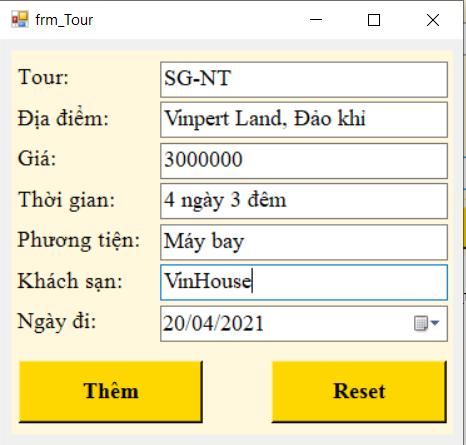 frm_Tour
Tour: SG-NT
Địa điểm: Vinpert Land, Đảo khỉ
Giá: 3000000
Thời gian: 4 ngày 3 đêm
Phương tiện: Máy bay
Khách sạn: VinHouse
Ngày đi: 20/04/2021
Thêm Reset